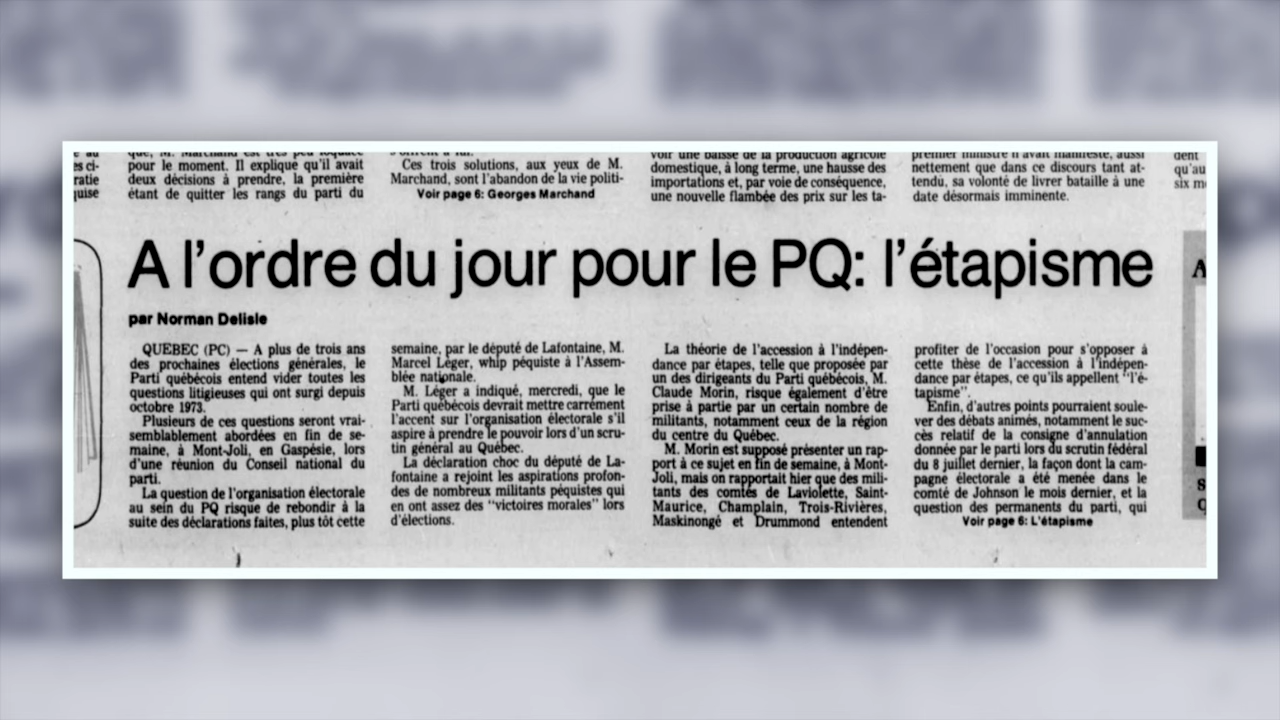 que, M. Marchand est très peu loquace
pour le moment. Il explique qu'il avait
deux décisions à prendre, la première
étant de quitter les rangs du parti du
s'offrent à lui.
Ces trois solutions, aux yeux de M.
Marchand, sont l'abandon de la vie politi-
Voir page 6: Georges Marchand
voir une baisse de la production agricole
domestique, à long terme, une hausse des
importations et, par voie de conséquence,
une nouvelle flambée des prix sur les ta-
premier ministre il avait manifesté, aussi
nettement que dans ce discours tant at-
tendu, sa volonté de livrer bataille à une
date désormais imminente.
dent
qu'au
six m
A l'ordre du jour pour le PQ: l'étapisme
par Norman Delisle
QUEBEC (PC) — A plus de trois ans
des prochaines élections générales, le
Parti québécois entend vider toutes les
questions litigieuses qui ont surgi depuis
octobre 1973.
Plusieurs de ces questions seront vrai-
semblablement abordées en fin de se-
maine, à Mont-Joli, en Gaspésie, lors
d'une réunion du Conseil national du
parti.
La question de l'organisation électorale
au sein du PQ risque de rebondir à la
suite des déclarations faites, plus tôt cette
semaine, par le député de Lafontaine, M.
Marcel Léger, whip péquiste à l'Assem-
blée nationale.
M. Léger a indiqué, mercredi, que le
Parti québécois devrait mettre carrément
l'accent sur l'organisation électorale s'il
aspire à prendre le pouvoir lors d'un scru-
tin général au Québec.
La déclaration choc du député de La-
fontaine a rejoint les aspirations profon-
des de nombreux militants péquistes qui
en ont assez des "victoires morales" lors
d'élections.
La théorie de l'accession à l'indépen-
dance par étapes, telle que proposée par
un des dirigeants du Parti québécois, M.
Claude Morin, risque également d'être
prise à partie par un certain nombre de
militants, notamment ceux de la région
du centre du Québec.
M. Morin est supposé présenter un rap-
port à ce sujet en fin de semaine, à Mont-
Joli, mais on rapportait hier que des mili-
tants des comtés de Laviolette, Saint-
Maurice, Champlain, Trois-Rivières,
Maskinongé et Drummond entendent
profiter de l'occasion pour s'opposer à
cette thèse de l'accession à l'indépen-
dance par étapes, ce qu'ils appellent "l'é-
tapisme".
Enfin, d'autres points pourraient soule-
ver des débats animés, notamment le suc-
cès relatif de la consigne d'annulation
donnée par le parti lors du scrutin fédéral
du 8 juillet dernier, la façon dont la cam-
pagne électorale a été menée dans le
comté de Johnson le mois dernier, et la
question des permanents du parti, qui
Voir page 6: L'étapisme